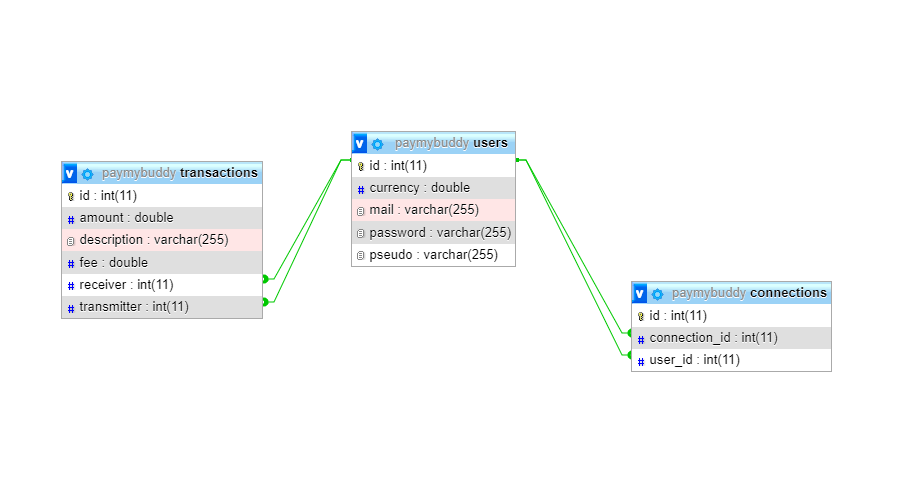 v paymybuddy transactions
id : int(11)
# amount : double
description : varchar(255)
# fee : double
# receiver : int(11)
# transmitter : int(11)
v paymybuddy users
id : int(11)
# currency : double
mail : varchar(255)
password : varchar(255)
pseudo : varchar(255)
v paymybuddy connections
id : int(11)
# connection_id : int(11)
# user_id : int(11)